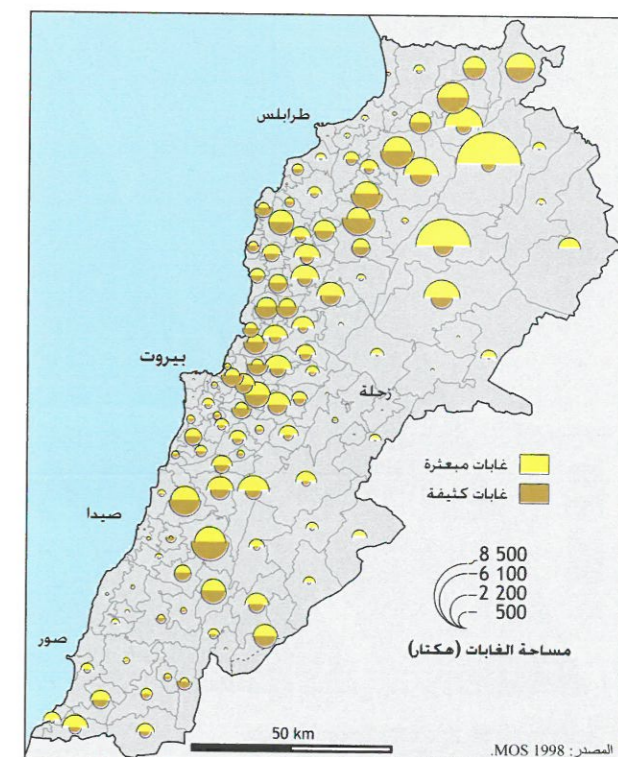 طرابلس
بيروت
زحلة
صيدا
صور
غابات مبعثرة
غابات كثيفة
8 500
6 100
2 200
500
مساحة الغابات (هكتار)
50 km
المصدر: MOS 1998.